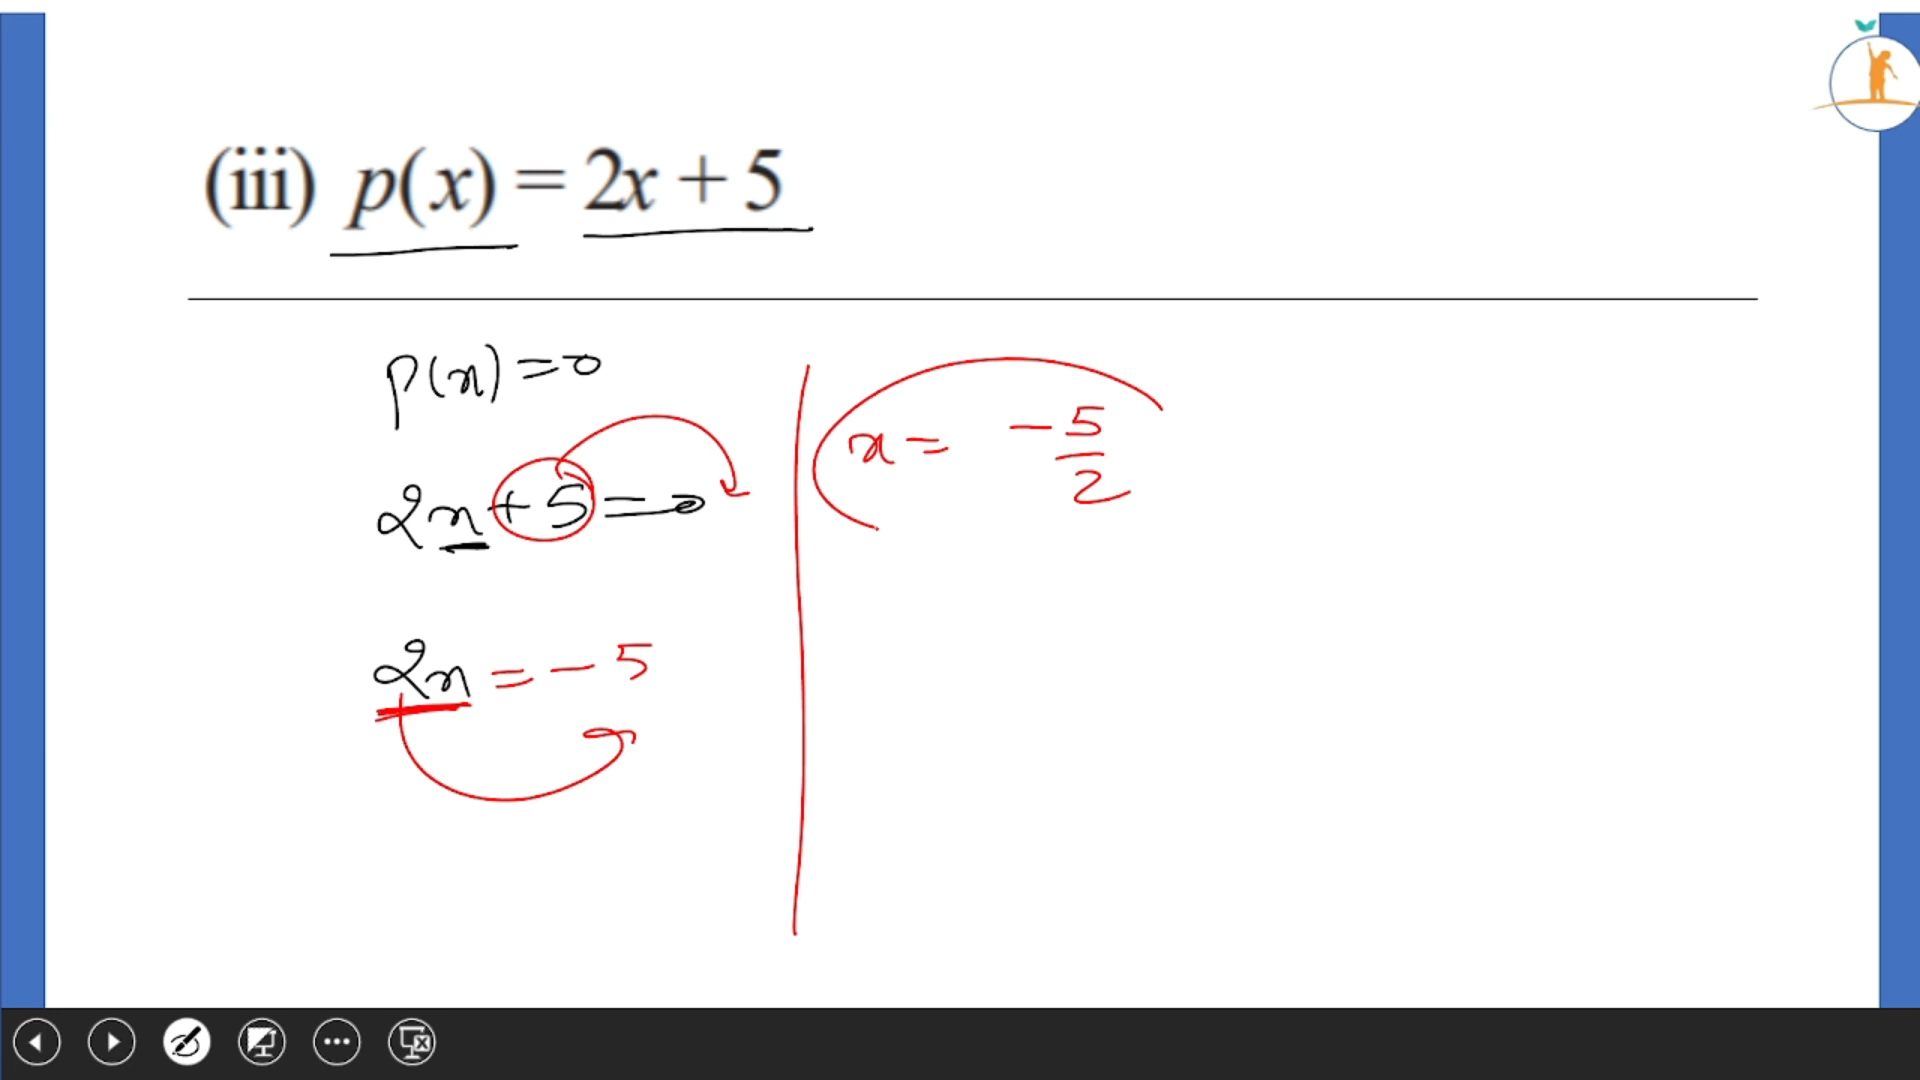 (iii) p(x) = 2x + 5
p(x) = 0
2x + 5 = 0
2x = - 5
x = - 5/2